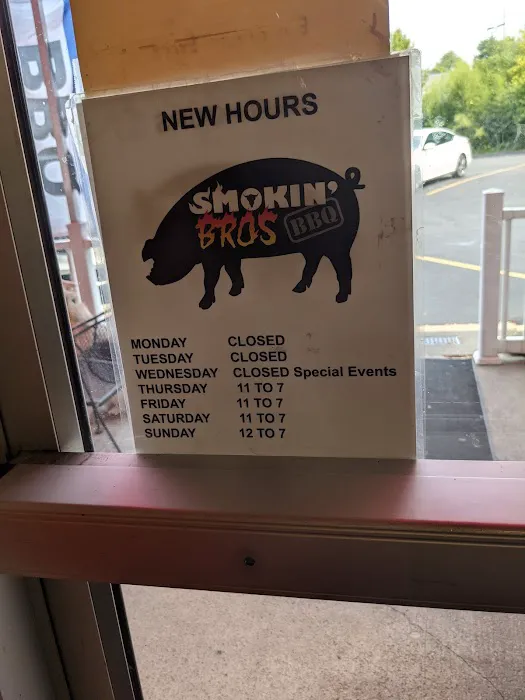 BBQ
NEW HOURS
SMOKIN'
BROS BBQ
MONDAY CLOSED
TUESDAY CLOSED
WEDNESDAY CLOSED Special Events
THURSDAY 11 TO 7
FRIDAY 11 TO 7
SATURDAY 11 TO 7
SUNDAY 12 TO 7